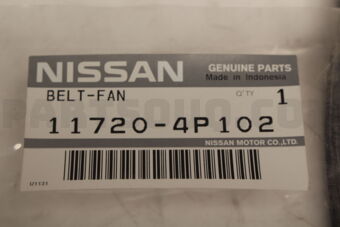 NISSAN
GENUINE PARTS
Made in Indonesia
BELT-FAN
Q'TY
1
11720-4P102
NISSAN MOTOR CO.,LTD.